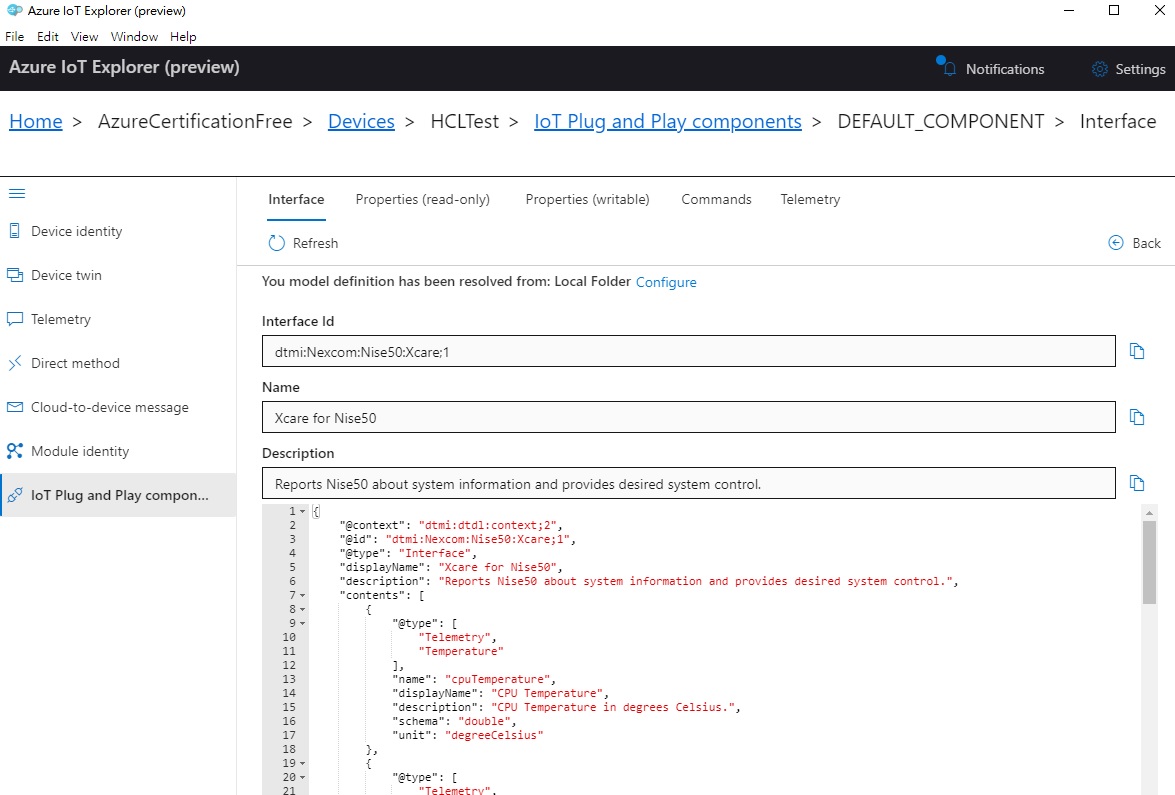 Azure IoT Explorer (preview)
File Edit View Window Help
Azure IoT Explorer (preview)
Notifications
Settings
Home > AzureCertificationFree > Devices > HCLTest > IoT Plug and Play components > DEFAULT_COMPONENT > Interface
Device identity
Device twin
Telemetry
Direct method
Cloud-to-device message
Module identity
IoT Plug and Play compon...
Interface Properties (read-only) Properties (writable) Commands Telemetry
Refresh
Back
You model definition has been resolved from: Local Folder Configure
Interface Id
dtmi:Nexcom:Nise50:Xcare;1
Name
Xcare for Nise50
Description
Reports Nise50 about system information and provides desired system control.
1 {
2 "@context": "dtmi:dtdl:context;2",
3 "@id": "dtmi:Nexcom:Nise50:Xcare;1",
4 "@type": "Interface",
5 "displayName": "Xcare for Nise50",
6 "description": "Reports Nise50 about system information and provides desired system control.",
7 "contents": [
8 {
9 "@type": [
10 "Telemetry",
11 "Temperature"
12 ],
13 "name": "cpuTemperature",
14 "displayName": "CPU Temperature",
15 "description": "CPU Temperature in degrees Celsius.",
16 "schema": "double",
17 "unit": "degreeCelsius"
18 },
19 {
20 "@type": [
21 "Telemetry",